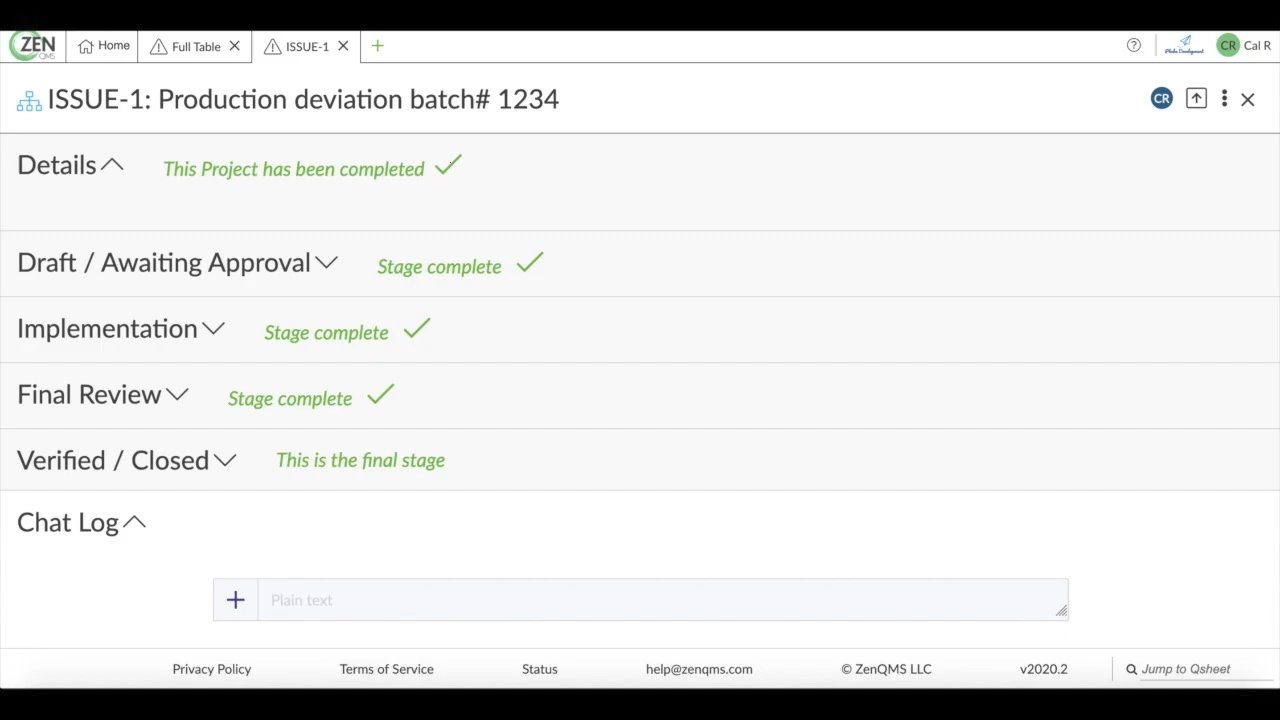 ZEN QMS Home Full Table ISSUE-1 CR Cal R
ISSUE-1: Production deviation batch# 1234 CR
Details This Project has been completed
Draft / Awaiting Approval Stage complete
Implementation Stage complete
Final Review Stage complete
Verified / Closed This is the final stage
Chat Log
Plain text
Privacy Policy Terms of Service Status help@zenqms.com © ZenQMS LLC v2020.2 Jump to Qsheet